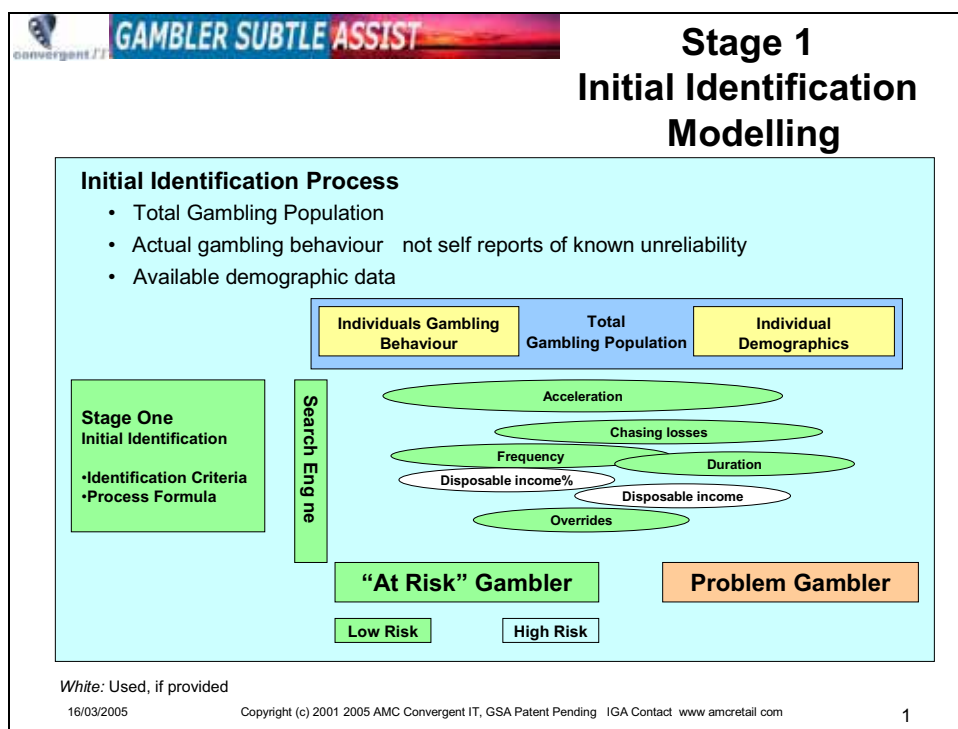 convergent IT
GAMBLER SUBTLE ASSIST
Stage 1
Initial Identification
Modelling
Initial Identification Process
• Total Gambling Population
• Actual gambling behaviour not self reports of known unreliability
• Available demographic data
Individuals Gambling
Behaviour
Total
Gambling Population
Individual
Demographics
Stage One
Initial Identification
•Identification Criteria
•Process Formula
Search Eng ne
Acceleration
Chasing losses
Frequency
Duration
Disposable income%
Disposable income
Overrides
“At Risk” Gambler
Problem Gambler
Low Risk
High Risk
White: Used, if provided
16/03/2005
Copyright (c) 2001 2005 AMC Convergent IT, GSA Patent Pending IGA Contact www amcretail com
1